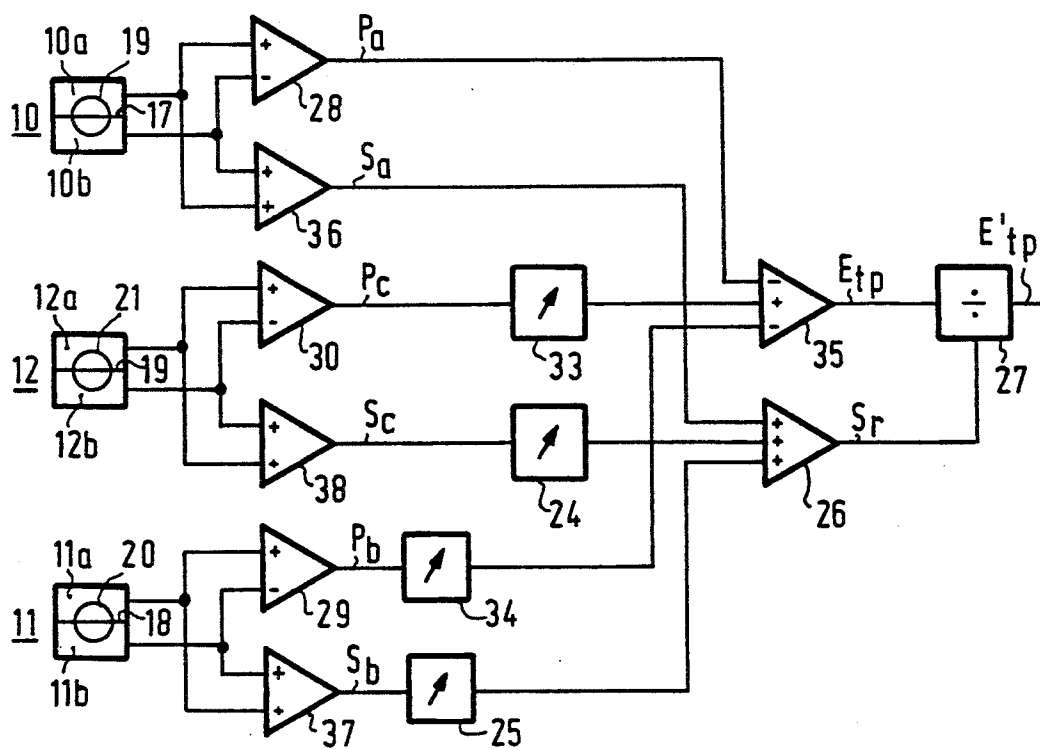 Pa
10a
19
+
-
10
17
28
10b
Sa
+
+
36
E'tp
12a
21
Pc
+
-
-
+
-
Etp
÷
12
19
30
33
35
27
12b
Sc
+
+
+
+
+
Sr
38
24
26
11a
20
Pb
+
-
11
18
29
34
11b
Sb
+
+
37
25